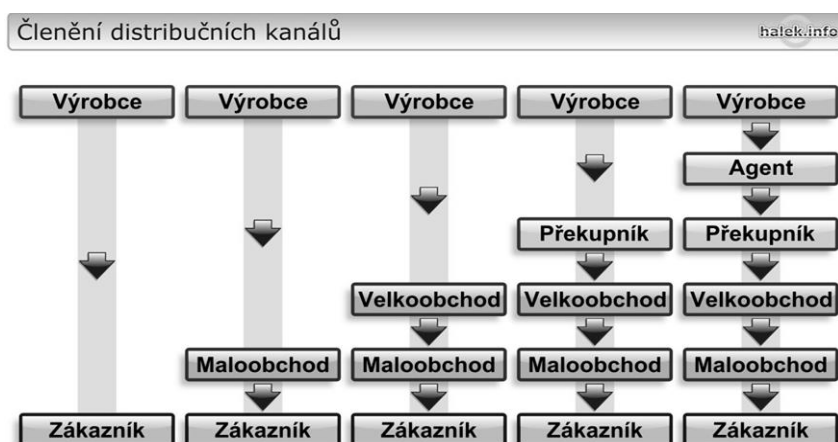 Členění distribučních kanálů
halek.info
Výrobce Výrobce Výrobce Výrobce Výrobce
Agent
Překupník Překupník
Velkoobchod Velkoobchod Velkoobchod
Maloobchod Maloobchod Maloobchod Maloobchod
Zákazník Zákazník Zákazník Zákazník Zákazník